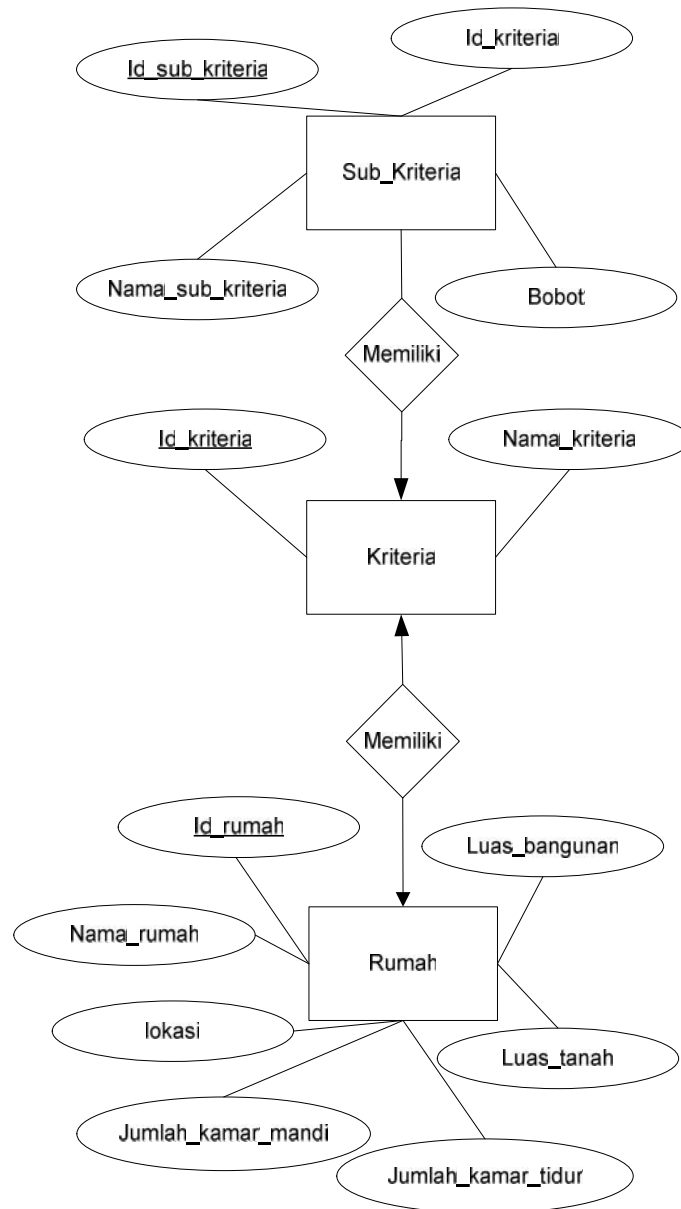 Id_kriteria
Id_sub_kriteria
Sub_Kriteria
Nama_sub_kriteria
Bobot
Memiliki
Id_kriteria
Nama_kriteria
Kriteria
Memiliki
Id_rumah
Luas_bangunan
Nama_rumah
Rumah
lokasi
Luas_tanah
Jumlah_kamar_mandi
Jumlah_kamar_tidur